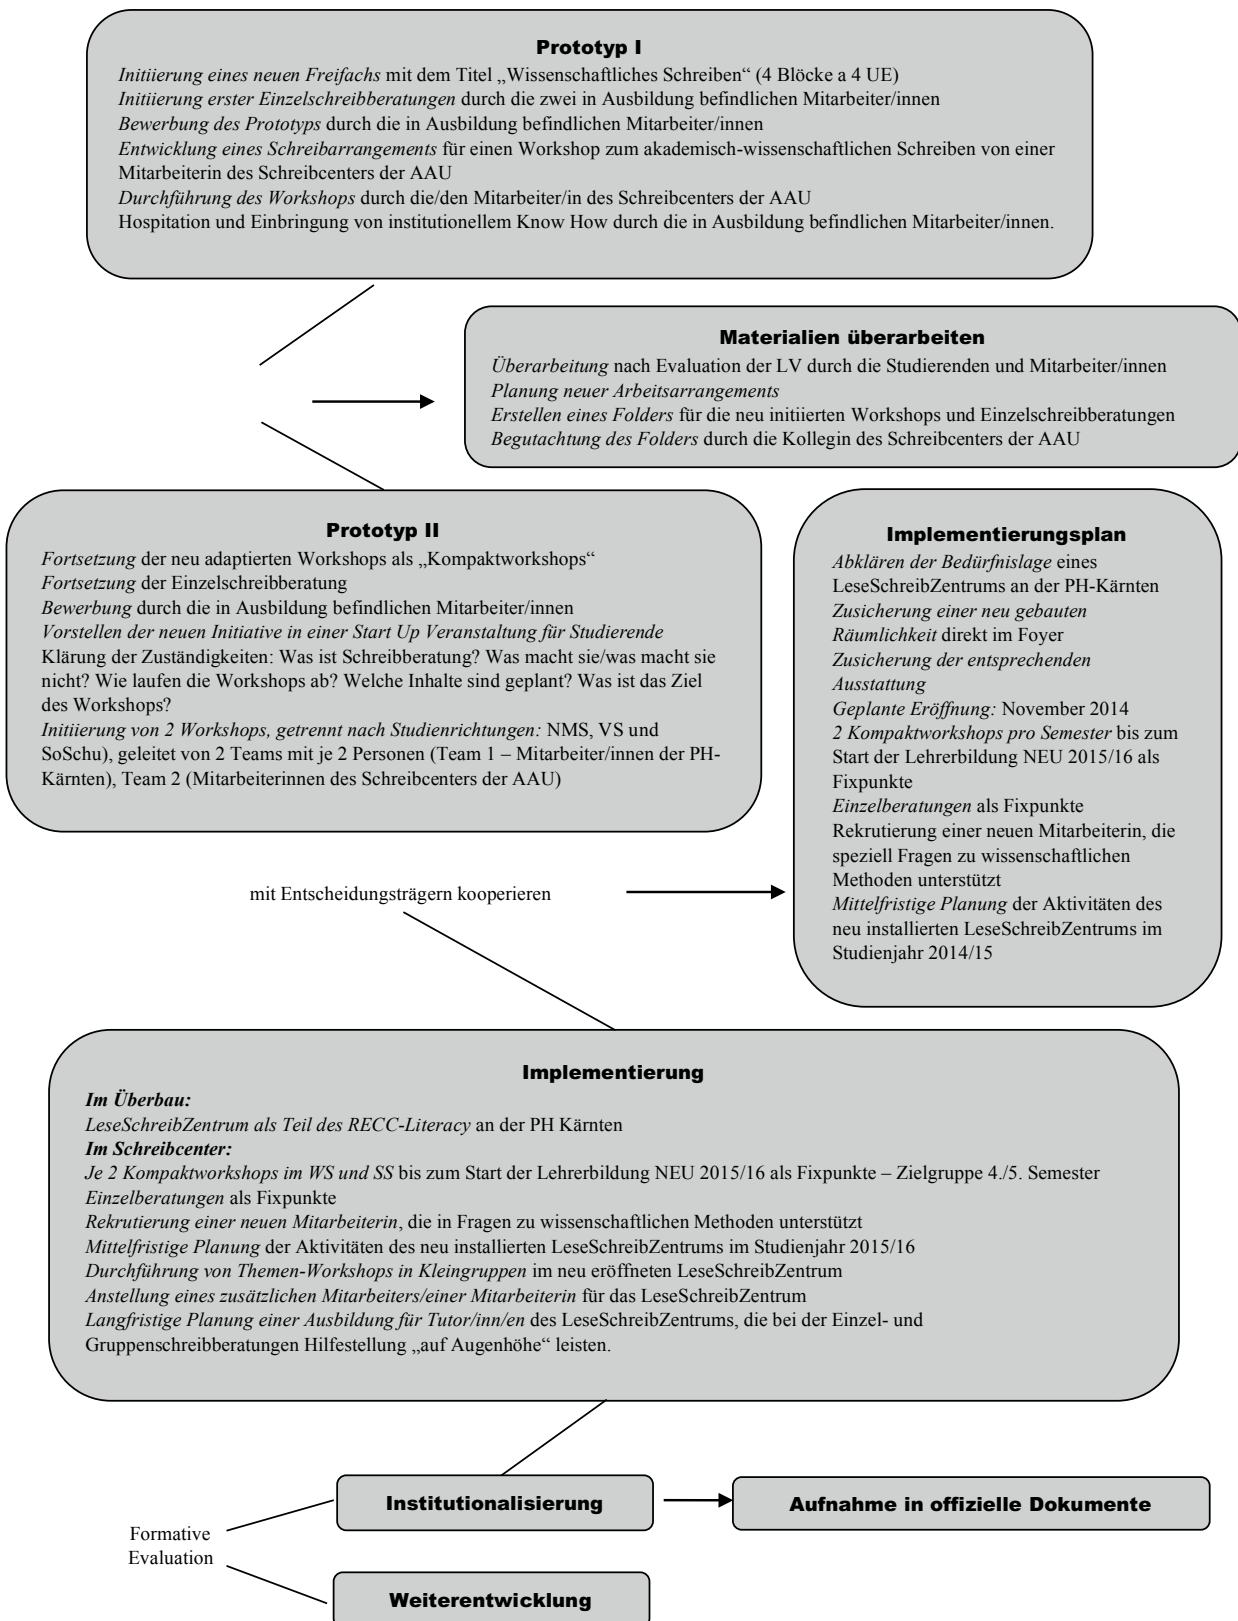 Prototyp I
Initiierung eines neuen Freifachs mit dem Titel „Wissenschaftliches Schreiben“ (4 Blöcke a 4 UE)
Initiierung erster Einzelschreibberatungen durch die zwei in Ausbildung befindlichen Mitarbeiter/innen
Bewerbung des Prototyps durch die in Ausbildung befindlichen Mitarbeiter/innen
Entwicklung eines Schreibarrangements für einen Workshop zum akademisch-wissenschaftlichen Schreiben von einer
Mitarbeiterin des Schreibcenters der AAU
Durchführung des Workshops durch die/den Mitarbeiter/in des Schreibcenters der AAU
Hospitation und Einbringung von institutionellem Know How durch die in Ausbildung befindlichen Mitarbeiter/innen.
Materialien überarbeiten
Überarbeitung nach Evaluation der LV durch die Studierenden und Mitarbeiter/innen
Planung neuer Arbeitsarrangements
Erstellen eines Folders für die neu initiierten Workshops und Einzelschreibberatungen
Begutachtung des Folders durch die Kollegin des Schreibcenters der AAU
Prototyp II
Fortsetzung der neu adaptierten Workshops als „Kompaktworkshops“
Fortsetzung der Einzelschreibberatung
Bewerbung durch die in Ausbildung befindlichen Mitarbeiter/innen
Vorstellen der neuen Initiative in einer Start Up Veranstaltung für Studierende
Klärung der Zuständigkeiten: Was ist Schreibberatung? Was macht sie/was macht sie
nicht? Wie laufen die Workshops ab? Welche Inhalte sind geplant? Was ist das Ziel
des Workshops?
Initiierung von 2 Workshops, getrennt nach Studienrichtungen: NMS, VS und
SoSchu), geleitet von 2 Teams mit je 2 Personen (Team 1 – Mitarbeiter/innen der PH-
Kärnten), Team 2 (Mitarbeiterinnen des Schreibcenters der AAU)
Implementierungsplan
Abklären der Bedürfnislage eines
LeseSchreibZentrums an der PH-Kärnten
Zusicherung einer neu gebauten
Räumlichkeit direkt im Foyer
Zusicherung der entsprechenden
Ausstattung
Geplante Eröffnung: November 2014
2 Kompaktworkshops pro Semester bis zum
Start der Lehrerbildung NEU 2015/16 als
Fixpunkte
Einzelberatungen als Fixpunkte
Rekrutierung einer neuen Mitarbeiterin, die
speziell Fragen zu wissenschaftlichen
Methoden unterstützt
Mittelfristige Planung der Aktivitäten des
neu installierten LeseSchreibZentrums im
Studienjahr 2014/15
mit Entscheidungsträgern kooperieren
Implementierung
Im Überbau:
LeseSchreibZentrum als Teil des RECC-Literacy an der PH Kärnten
Im Schreibcenter:
Je 2 Kompaktworkshops im WS und SS bis zum Start der Lehrerbildung NEU 2015/16 als Fixpunkte – Zielgruppe 4./5. Semester
Einzelberatungen als Fixpunkte
Rekrutierung einer neuen Mitarbeiterin, die in Fragen zu wissenschaftlichen Methoden unterstützt
Mittelfristige Planung der Aktivitäten des neu installierten LeseSchreibZentrums im Studienjahr 2015/16
Durchführung von Themen-Workshops in Kleingruppen im neu eröffneten LeseSchreibZentrum
Anstellung eines zusätzlichen Mitarbeiters/einer Mitarbeiterin für das LeseSchreibZentrum
Langfristige Planung einer Ausbildung für Tutor/inn/en des LeseSchreibZentrums, die bei der Einzel- und
Gruppenschreibberatungen Hilfestellung „auf Augenhöhe“ leisten.
Institutionalisierung
Aufnahme in offizielle Dokumente
Formative
Evaluation
Weiterentwicklung